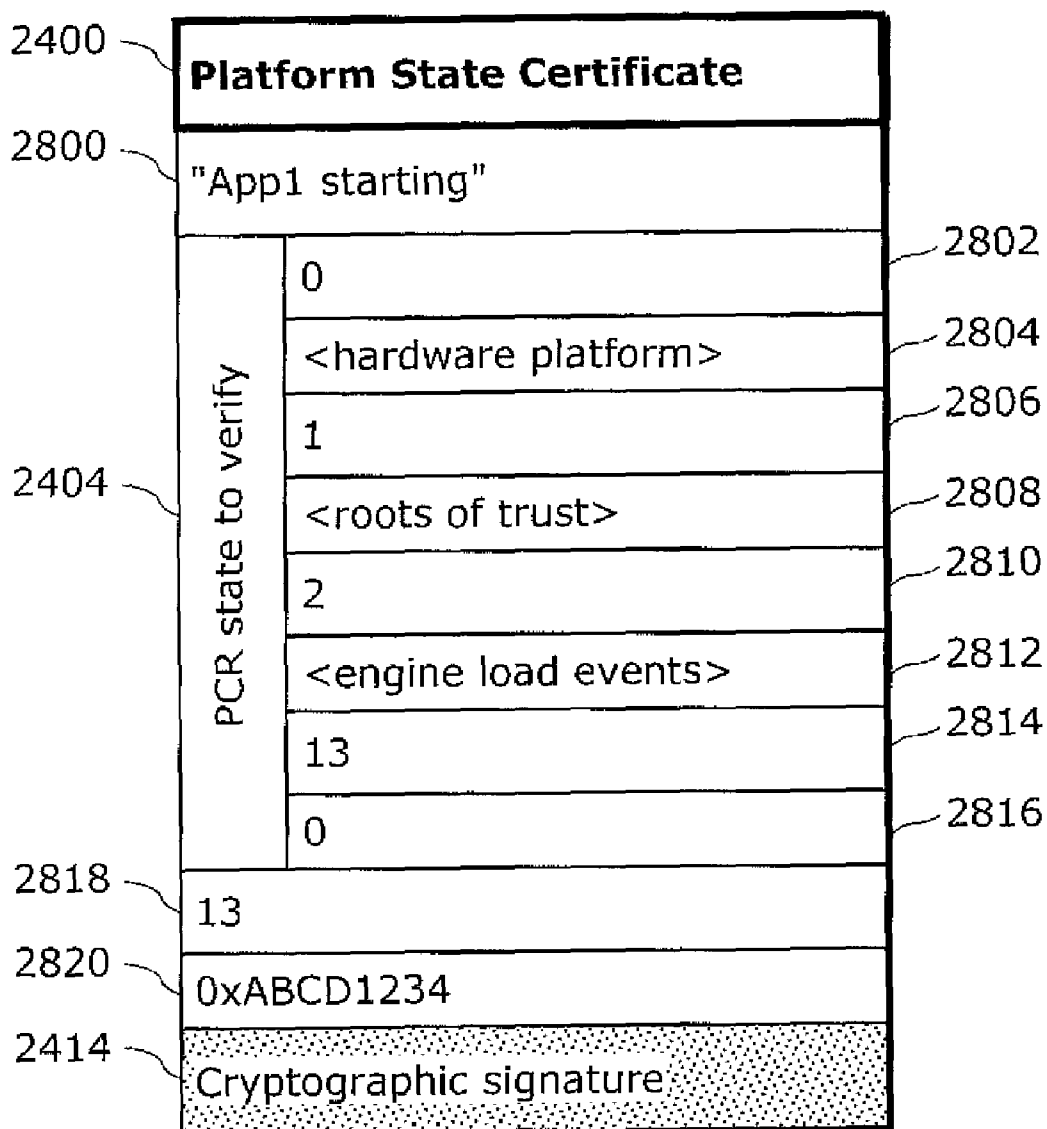 2400
Platform State Certificate
2800
"App1 starting"
2404
PCR state to verify
0
2802
<hardware platform>
2804
1
2806
<roots of trust>
2808
2
2810
<engine load events>
2812
13
2814
0
2816
2818
13
2820
0xABCD1234
2414
Cryptographic signature